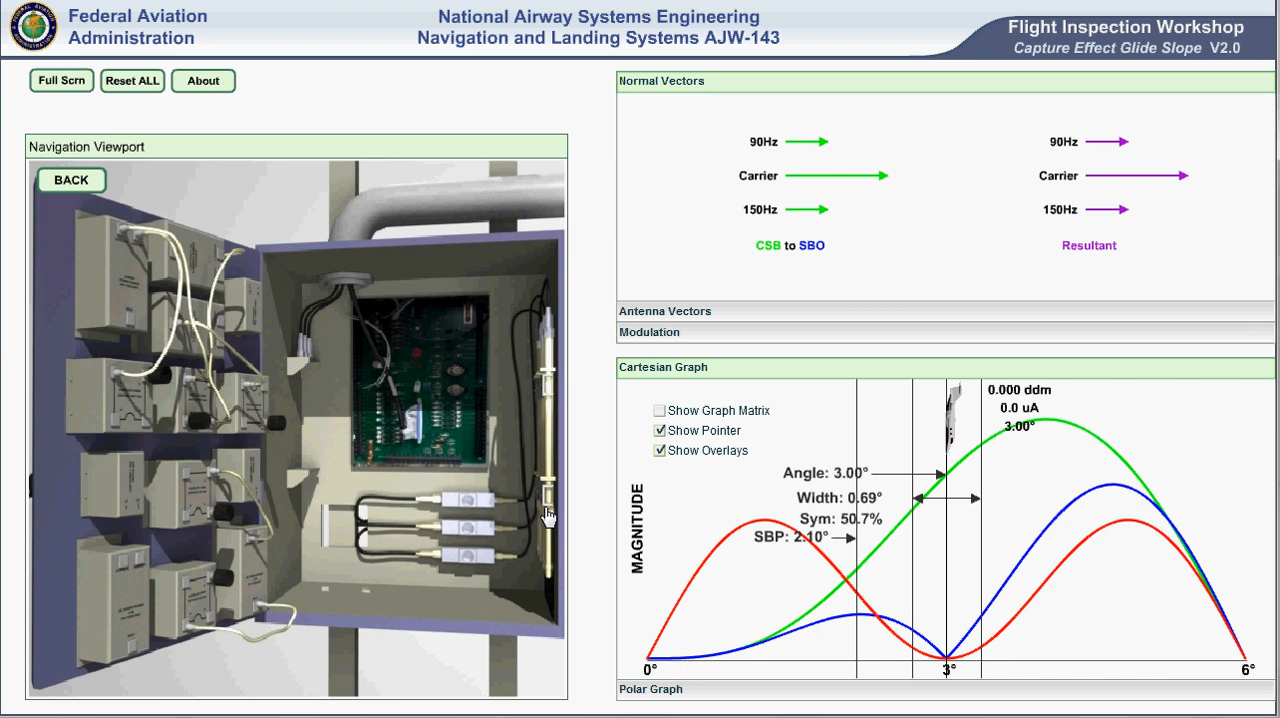 Federal Aviation
Administration
National Airway Systems Engineering
Navigation and Landing Systems AJW-143
Flight Inspection Workshop
Capture Effect Glide Slope V2.0
Full Scrn
Reset ALL
About
Navigation Viewport
BACK
Normal Vectors
90Hz
Carrier
150Hz
CSB to SBO
90Hz
Carrier
150Hz
Resultant
Antenna Vectors
Modulation
Cartesian Graph
Show Graph Matrix
Show Pointer
Show Overlays
0.000 ddm
0.0 uA
3.00°
Angle: 3.00°
Width: 0.69°
Sym: 50.7%
SBP: 2.10°
MAGNITUDE
0°
3°
6°
Polar Graph